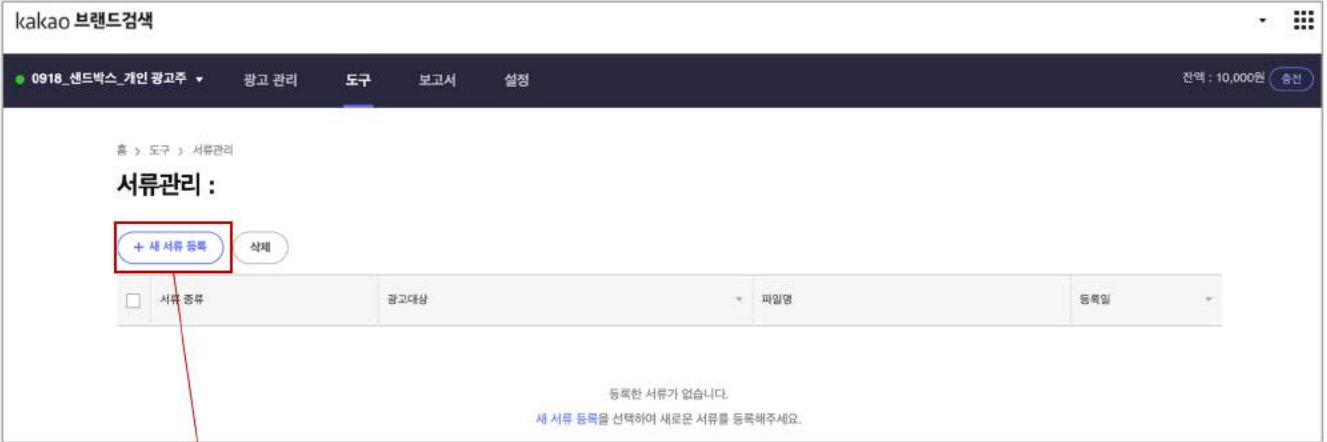 kakao 브랜드검색
0918_샌드박스_개인 광고주 광고 관리 도구 보고서 설정 잔액 : 10,000원 충전
홈 > 도구 > 서류관리
서류관리 :
+ 새 서류 등록 삭제
서류 종류 광고대상 파일명 등록일
등록한 서류가 없습니다.
새 서류 등록을 선택하여 새로운 서류를 등록해주세요.